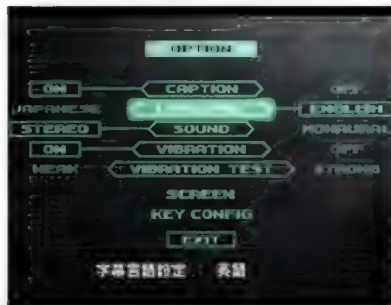 OPTION
ON CAPTION OFF
JAPANESE ENGLISH
STEREO SOUND MONAURAL
ON VIBRATION OFF
WEAK VIBRATION TEST STRONG
SCREEN
KEY CONFIG
EXIT
字幕言語設定 英語